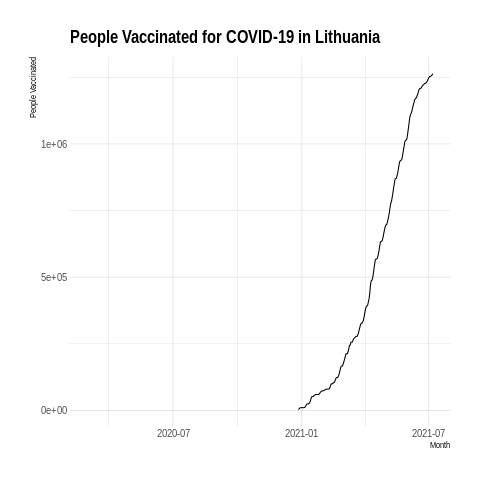 People Vaccinated for COVID-19 in Lithuania
People Vaccinated
1e+06
5e+05
0e+00
2020-07 2021-01 2021-07
Month